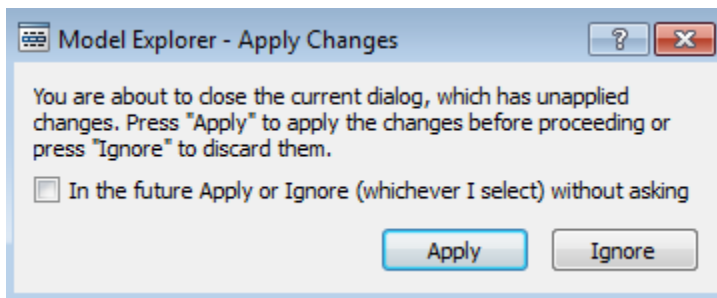 Model Explorer - Apply Changes
You are about to close the current dialog, which has unapplied
changes. Press "Apply" to apply the changes before proceeding or
press "Ignore" to discard them.
In the future Apply or Ignore (whichever I select) without asking
Apply Ignore